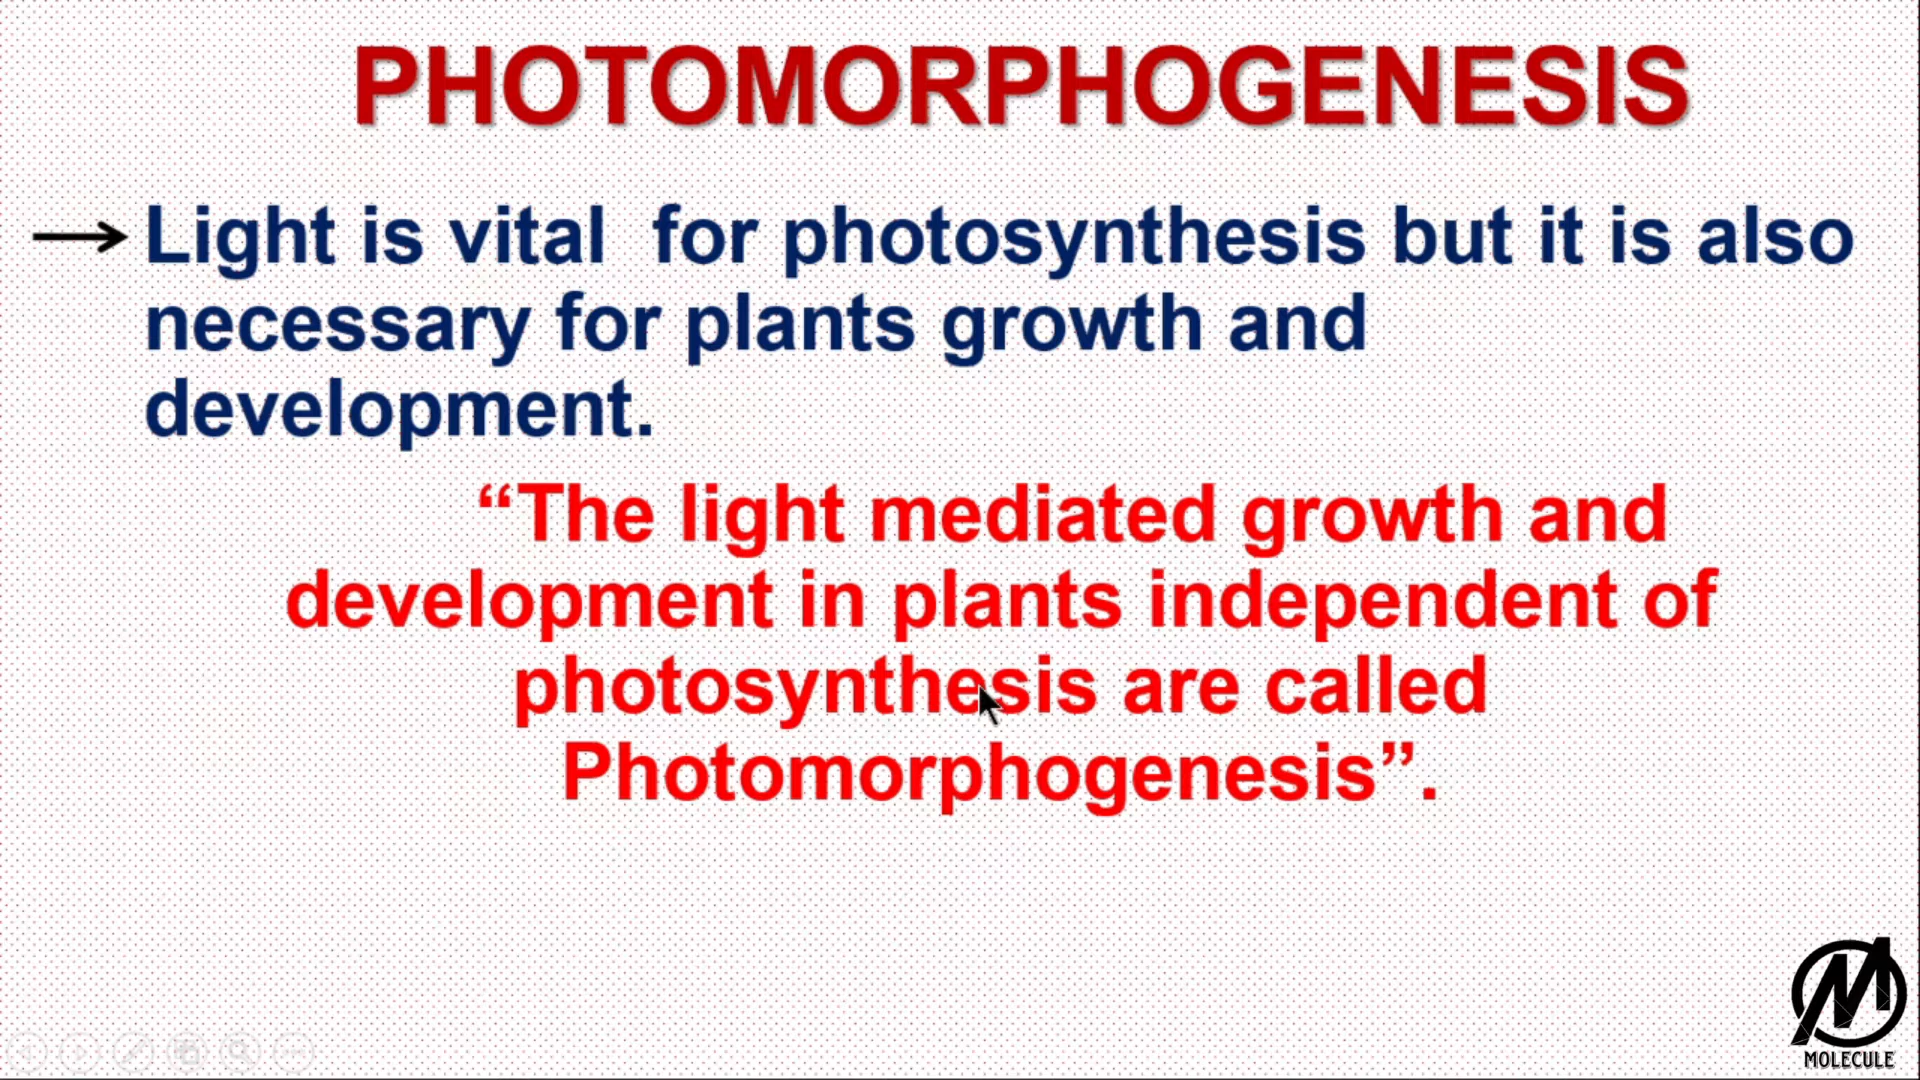 PHOTOMORPHOGENESIS
Light is vital  for photosynthesis but it is also
necessary for plants growth and
development.
“The light mediated growth and
development in plants independent of
photosynthesis are called
Photomorphogenesis”.
MOLECULE